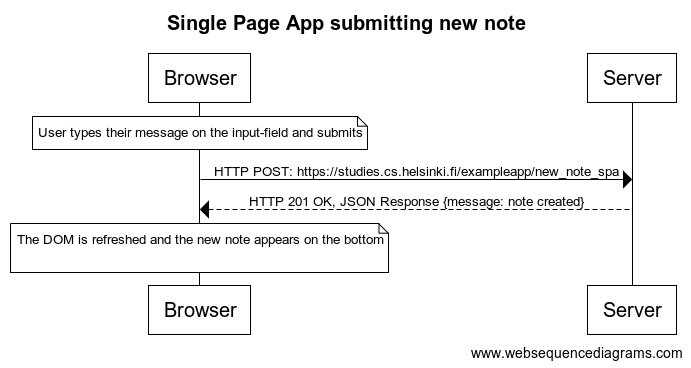 Single Page App submitting new note
Browser
Server
User types their message on the input-field and submits
HTTP POST: https://studies.cs.helsinki.fi/exampleapp/new_note_spa
HTTP 201 OK, JSON Response {message: note created}
The DOM is refreshed and the new note appears on the bottom
Browser
Server
www.websequencediagrams.com